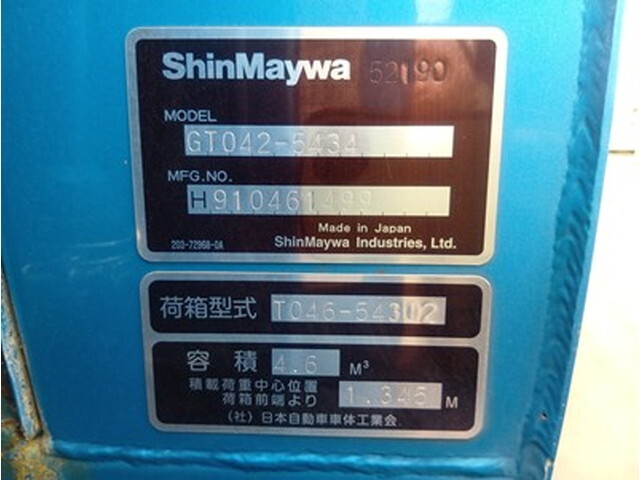 ShinMaywa 52190
MODEL
GT042-5434
MFG.NO.
H910461499
Made in Japan
203-72968-0A ShinMaywa Industries, Ltd.
荷箱型式 T046-54302
容積 4.6 M³
積載荷重中心位置
荷箱前端より 1.345 M
(社)日本自動車車体工業会